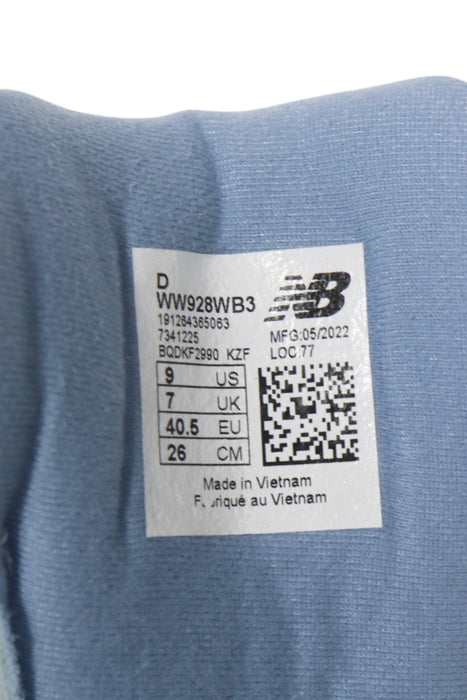 D
WW928WB3
191264365063
7341225
BQDKF2990 KZF
NB
MFG:05/2022
LOC:77
9 US
7 UK
40.5 EU
26 CM
Made in Vietnam
au Vietnam